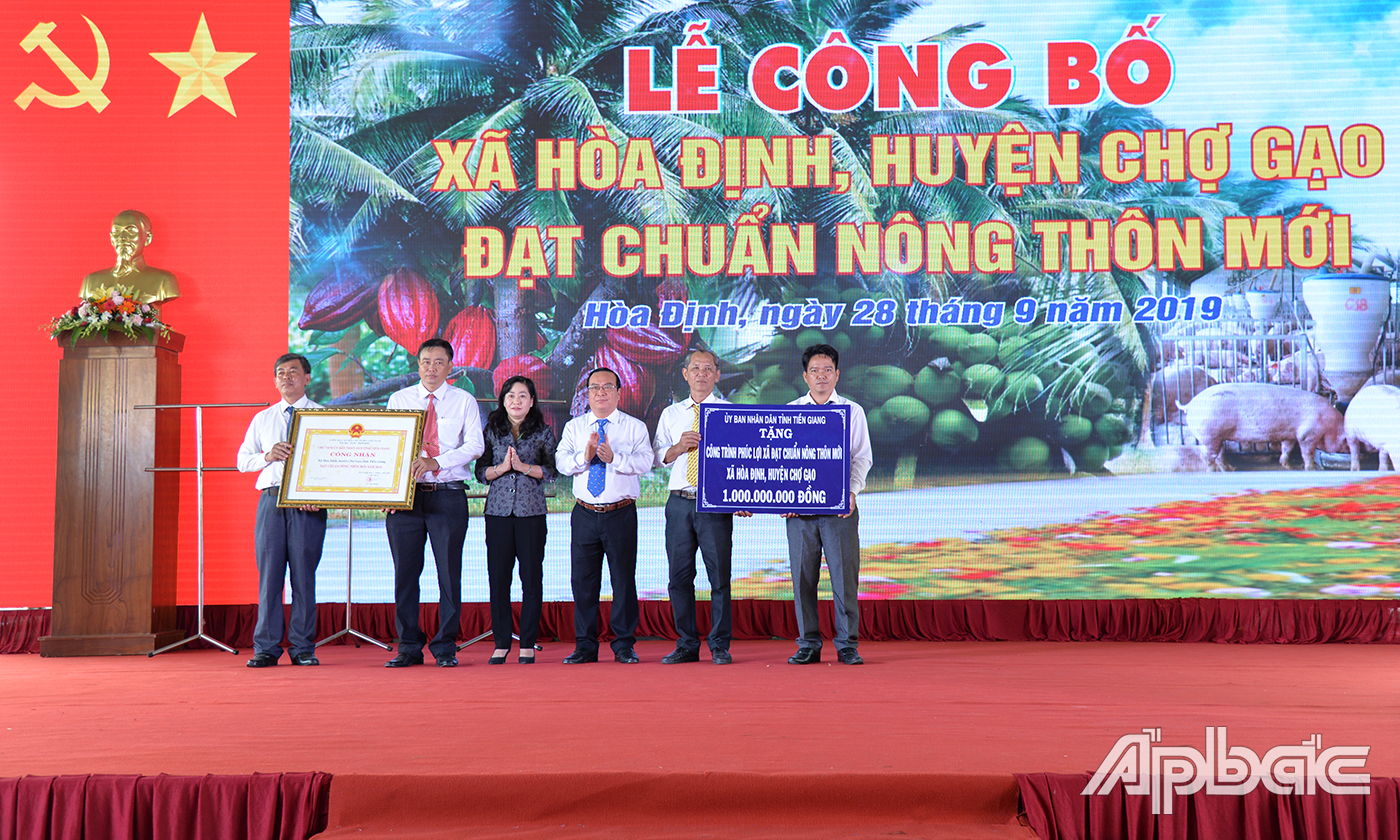 LỄ CÔNG BỐ
XÃ HÒA ĐỊNH, HUYỆN CHỢ GẠO
ĐẠT CHUẨN NÔNG THÔN MỚI
Hòa Định, ngày 28 tháng 9 năm 2019
C18
CÔNG NHẬN
ỦY BAN NHÂN DÂN TỈNH TIỀN GIANG
TẶNG
CÔNG TRÌNH PHÚC LỢI XÃ ĐẠT CHUẨN NÔNG THÔN MỚI
XÃ HÒA ĐỊNH, HUYỆN CHỢ GẠO
1.000.000.000 ĐỒNG
Apbac